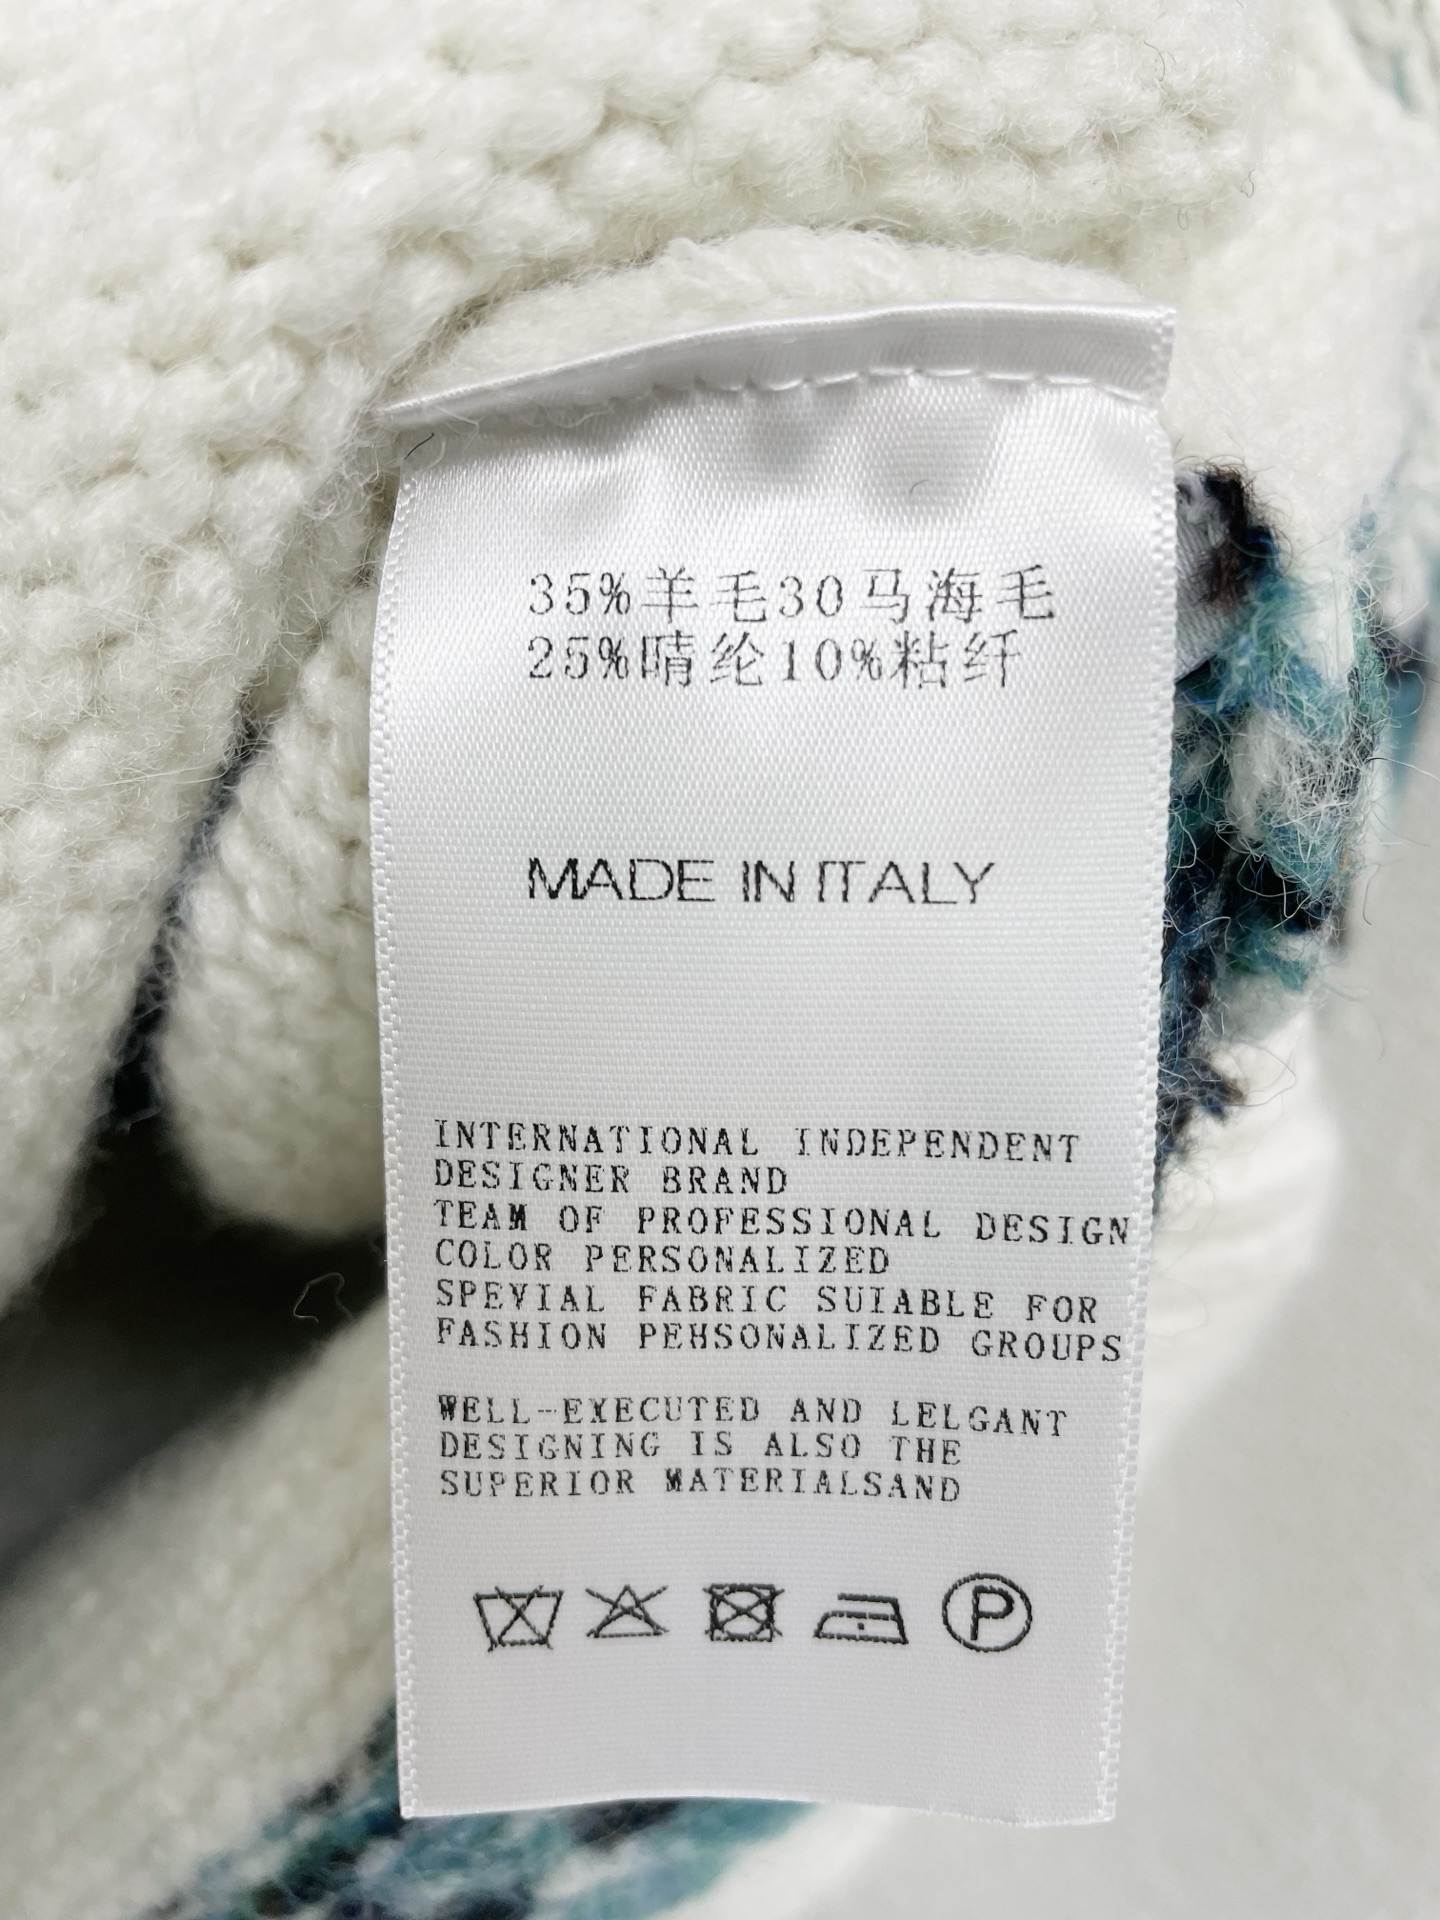 35%羊毛30马海毛
25%晴纶10%粘纤
MADE IN ITALY
INTERNATIONAL INDEPENDENT
DESIGNER BRAND
TEAM OF PROFESSIONAL DESIGN
COLOR PERSONALIZED
SPEVIAL FABRIC SUIABLE FOR
FASHION PEHSONALIZED GROUPS
WELL-EXECUTED AND LELGANT
DESIGNING IS ALSO THE
SUPERIOR MATERIALSAND
P